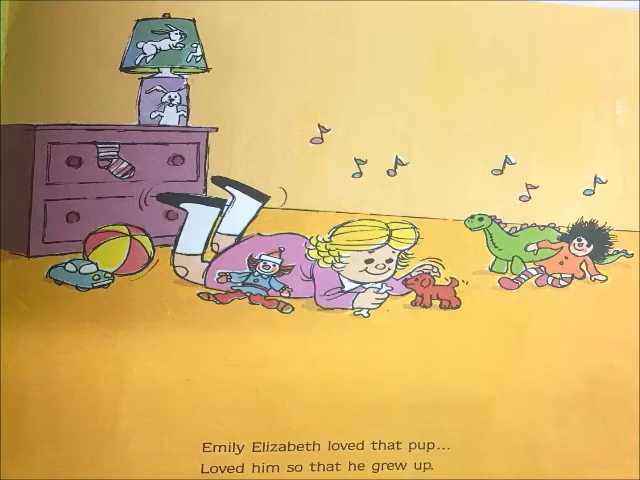 Emily Elizabeth loved that pup...
Loved him so that he grew up.